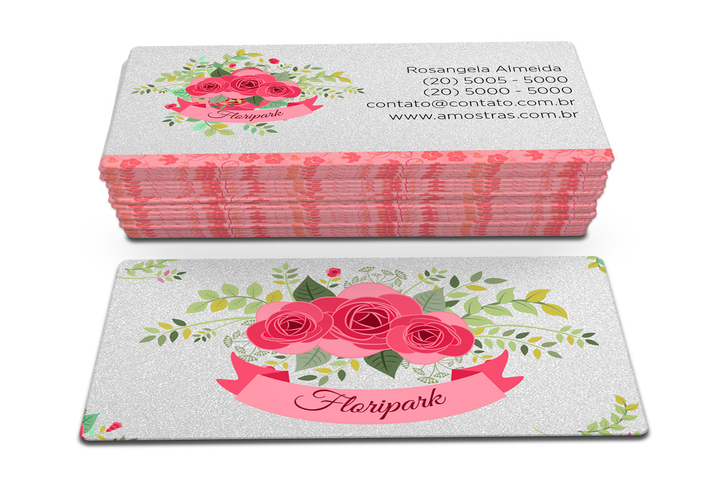 Rosangela Almeida
(20) 5005 - 5000
(20) 5000 - 5000
contato@contato.com.br
www.amostras.com.br
Floripark
Floripark